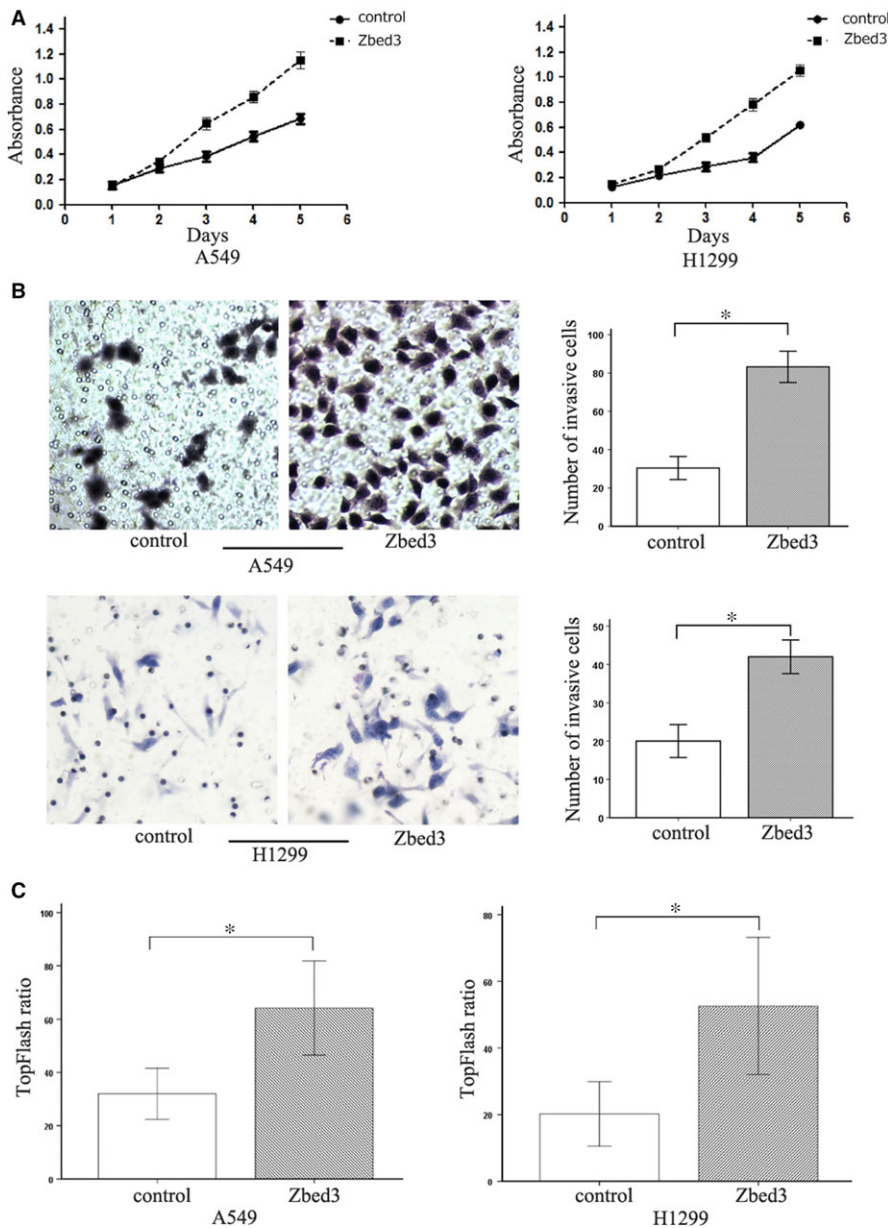 A
control
Zbed3
Absorbance
1.4
1.2
1.0
0.8
0.6
0.4
0.2
0.0
0 1 2 3 4 5 6
Days
A549
control
Zbed3
Absorbance
1.4
1.2
1.0
0.8
0.6
0.4
0.2
0.0
0 1 2 3 4 5 6
Days
H1299
B
control Zbed3
A549
Number of invasive cells
100
80
60
40
20
0
*
control Zbed3
control Zbed3
H1299
Number of invasive cells
50
40
30
20
10
0
*
control Zbed3
C
TopFlash ratio
100
80
60
40
20
0
*
control Zbed3
A549
TopFlash ratio
80
60
40
20
0
*
control Zbed3
H1299